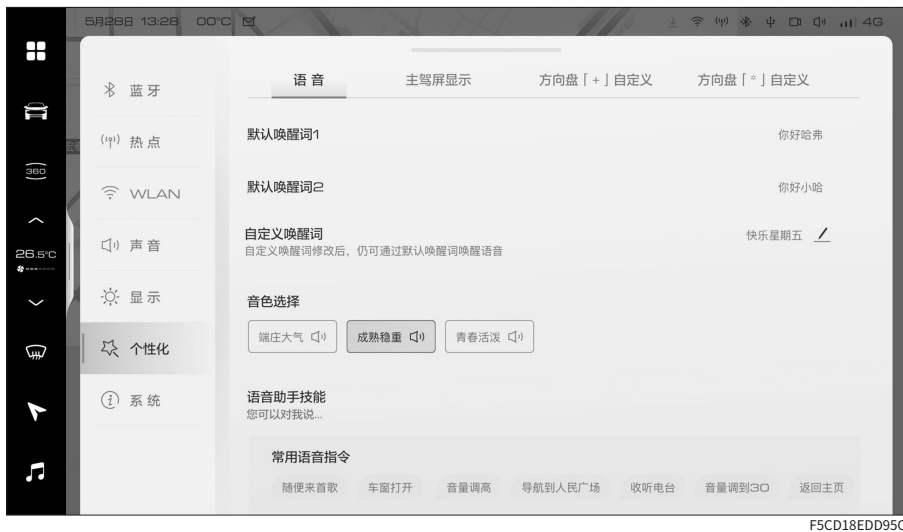 5月28日 13:28 00°C 4G
语音 主驾屏显示 方向盘「+」自定义 方向盘「*」自定义
蓝牙
默认唤醒词1 你好哈弗
热点
360
WLAN
默认唤醒词2 你好小哈
自定义唤醒词 快乐星期五
声音
自定义唤醒词修改后，仍可通过默认唤醒词唤醒语音
26.5°C
显示
音色选择
端庄大气 成熟稳重 青春活泼
个性化
系统
语音助手技能
您可以对我说...
常用语音指令
随便来首歌 车窗打开 音量调高 导航到人民广场 收听电台 音量调到30 返回主页
F5CD18EDD95C